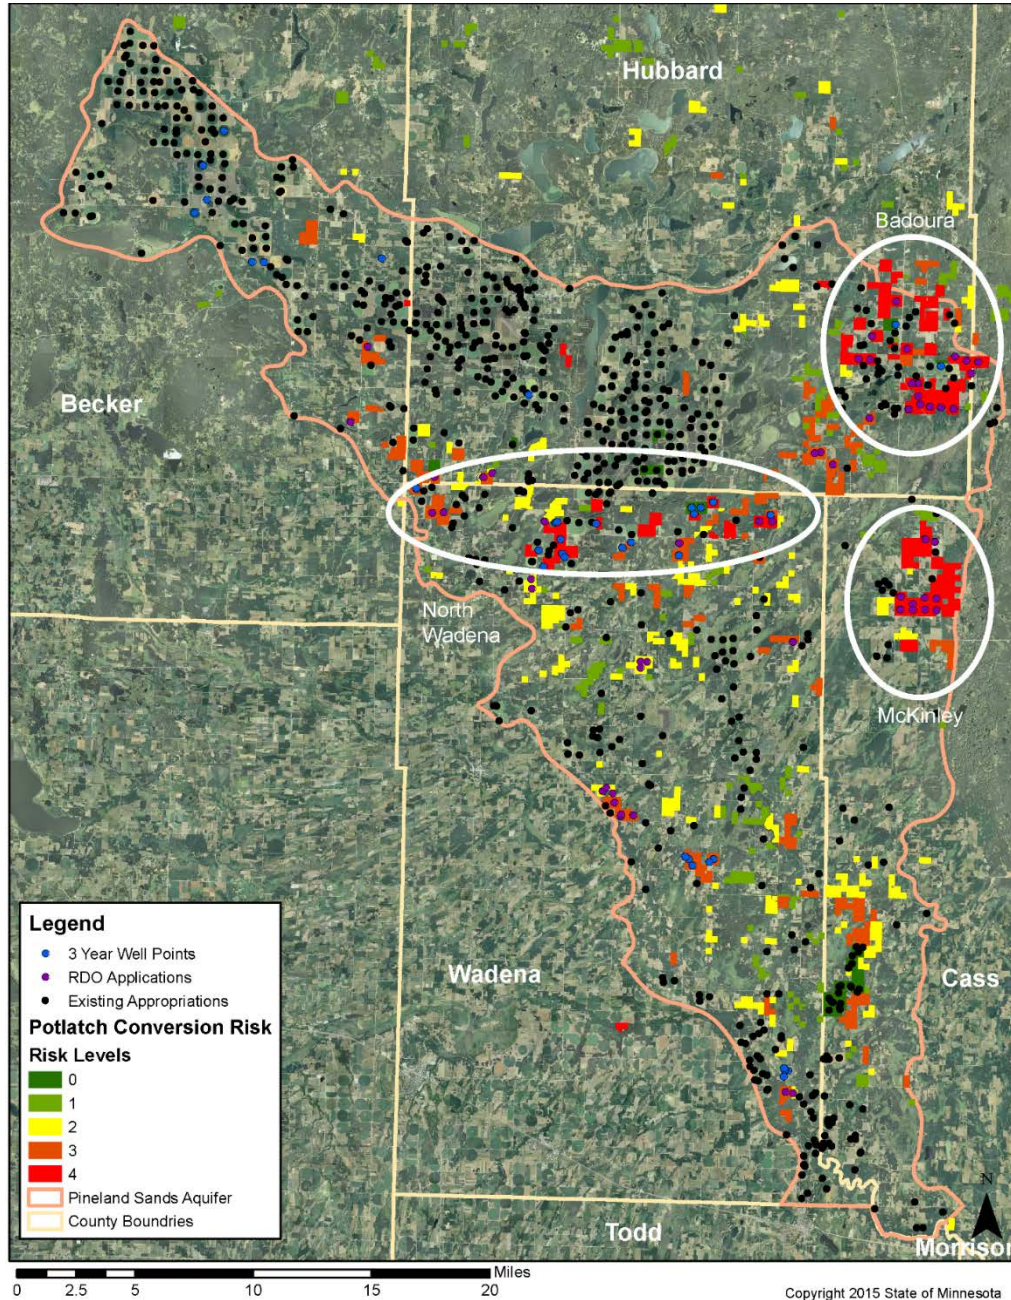 Hubbard
Badoura
Becker
North
Wadena
McKinley
Legend
3 Year Well Points
RDO Applications
Existing Appropriations
Potlatch Conversion Risk
Risk Levels
0
1
2
3
4
Pineland Sands Aquifer
County Boundries
Wadena
Cass
N
Todd
Morrison
Miles
0 2.5 5 10 15 20
Copyright 2015 State of Minnesota